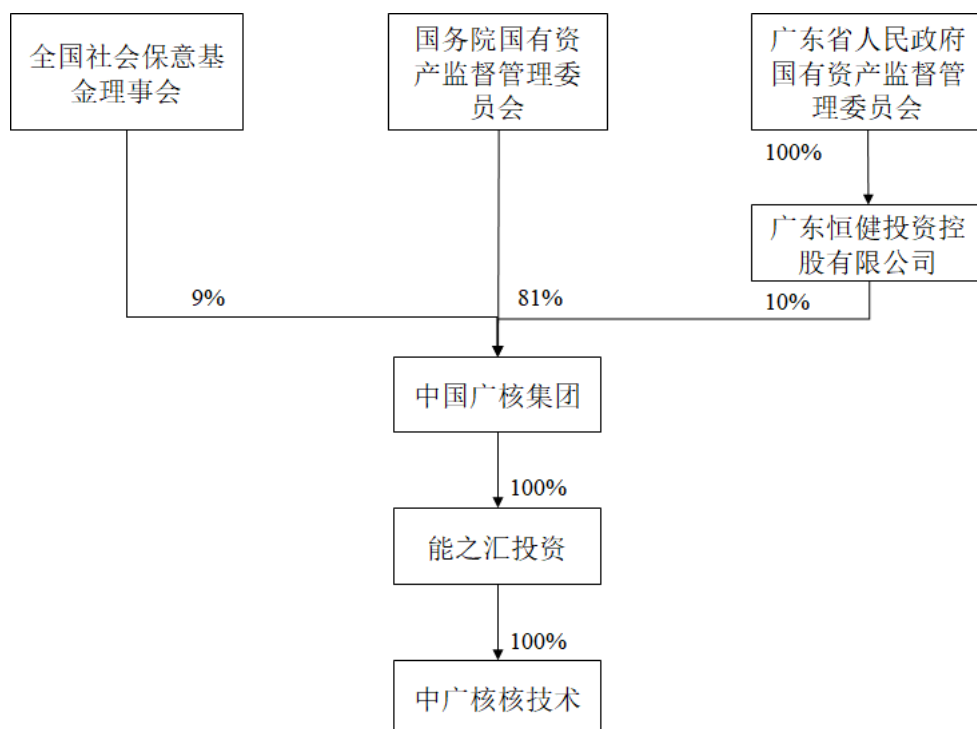 全国社会保意基
金理事会
国务院国有资
产监督管理委
员会
广东省人民政府
国有资产监督管
理委员会
100%
广东恒健投资控
股有限公司
9%
81%
10%
中国广核集团
100%
能之汇投资
100%
中广核核技术